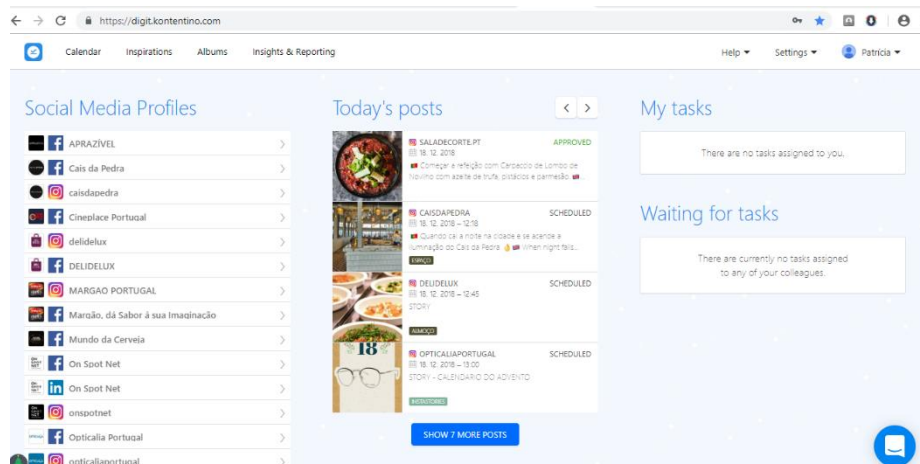 https://digit.kontentino.com
Calendar Inspirations Albums Insights & Reporting Help Settings Patrícia
Social Media Profiles
APRAZÍVEL
Cais da Pedra
caisdapedra
Cineplace Portugal
delidelux
DELIDELUX
MARGAO PORTUGAL
Margão, dá Sabor à sua Imaginação
Mundo da Cerveja
On Spot Net
On Spot Net
onspotnet
Opticalia Portugal
opticaliaportugal
Today's posts
SALADECORTE.PT APPROVED
18. 12. 2018
Começar a refeição com Carpaccio de Lombo de
Novilho com azeite de trufa, pistácios e parmesão.
CAISDAPEDRA SCHEDULED
18. 12. 2018 – 12:18
Quando cai a noite na cidade e se acende a
iluminação do Cais da Pedra When night falls...
ESPAÇO
DELIDELUX SCHEDULED
18. 12. 2018 – 12:45
STORY
ALMOÇO
18
OPTICALIAPORTUGAL SCHEDULED
18. 12. 2018 – 13:00
STORY - CALENDARIO DO ADVENTO
INSTASTORIES
SHOW 7 MORE POSTS
My tasks
There are no tasks assigned to you.
Waiting for tasks
There are currently no tasks assigned
to any of your colleagues.